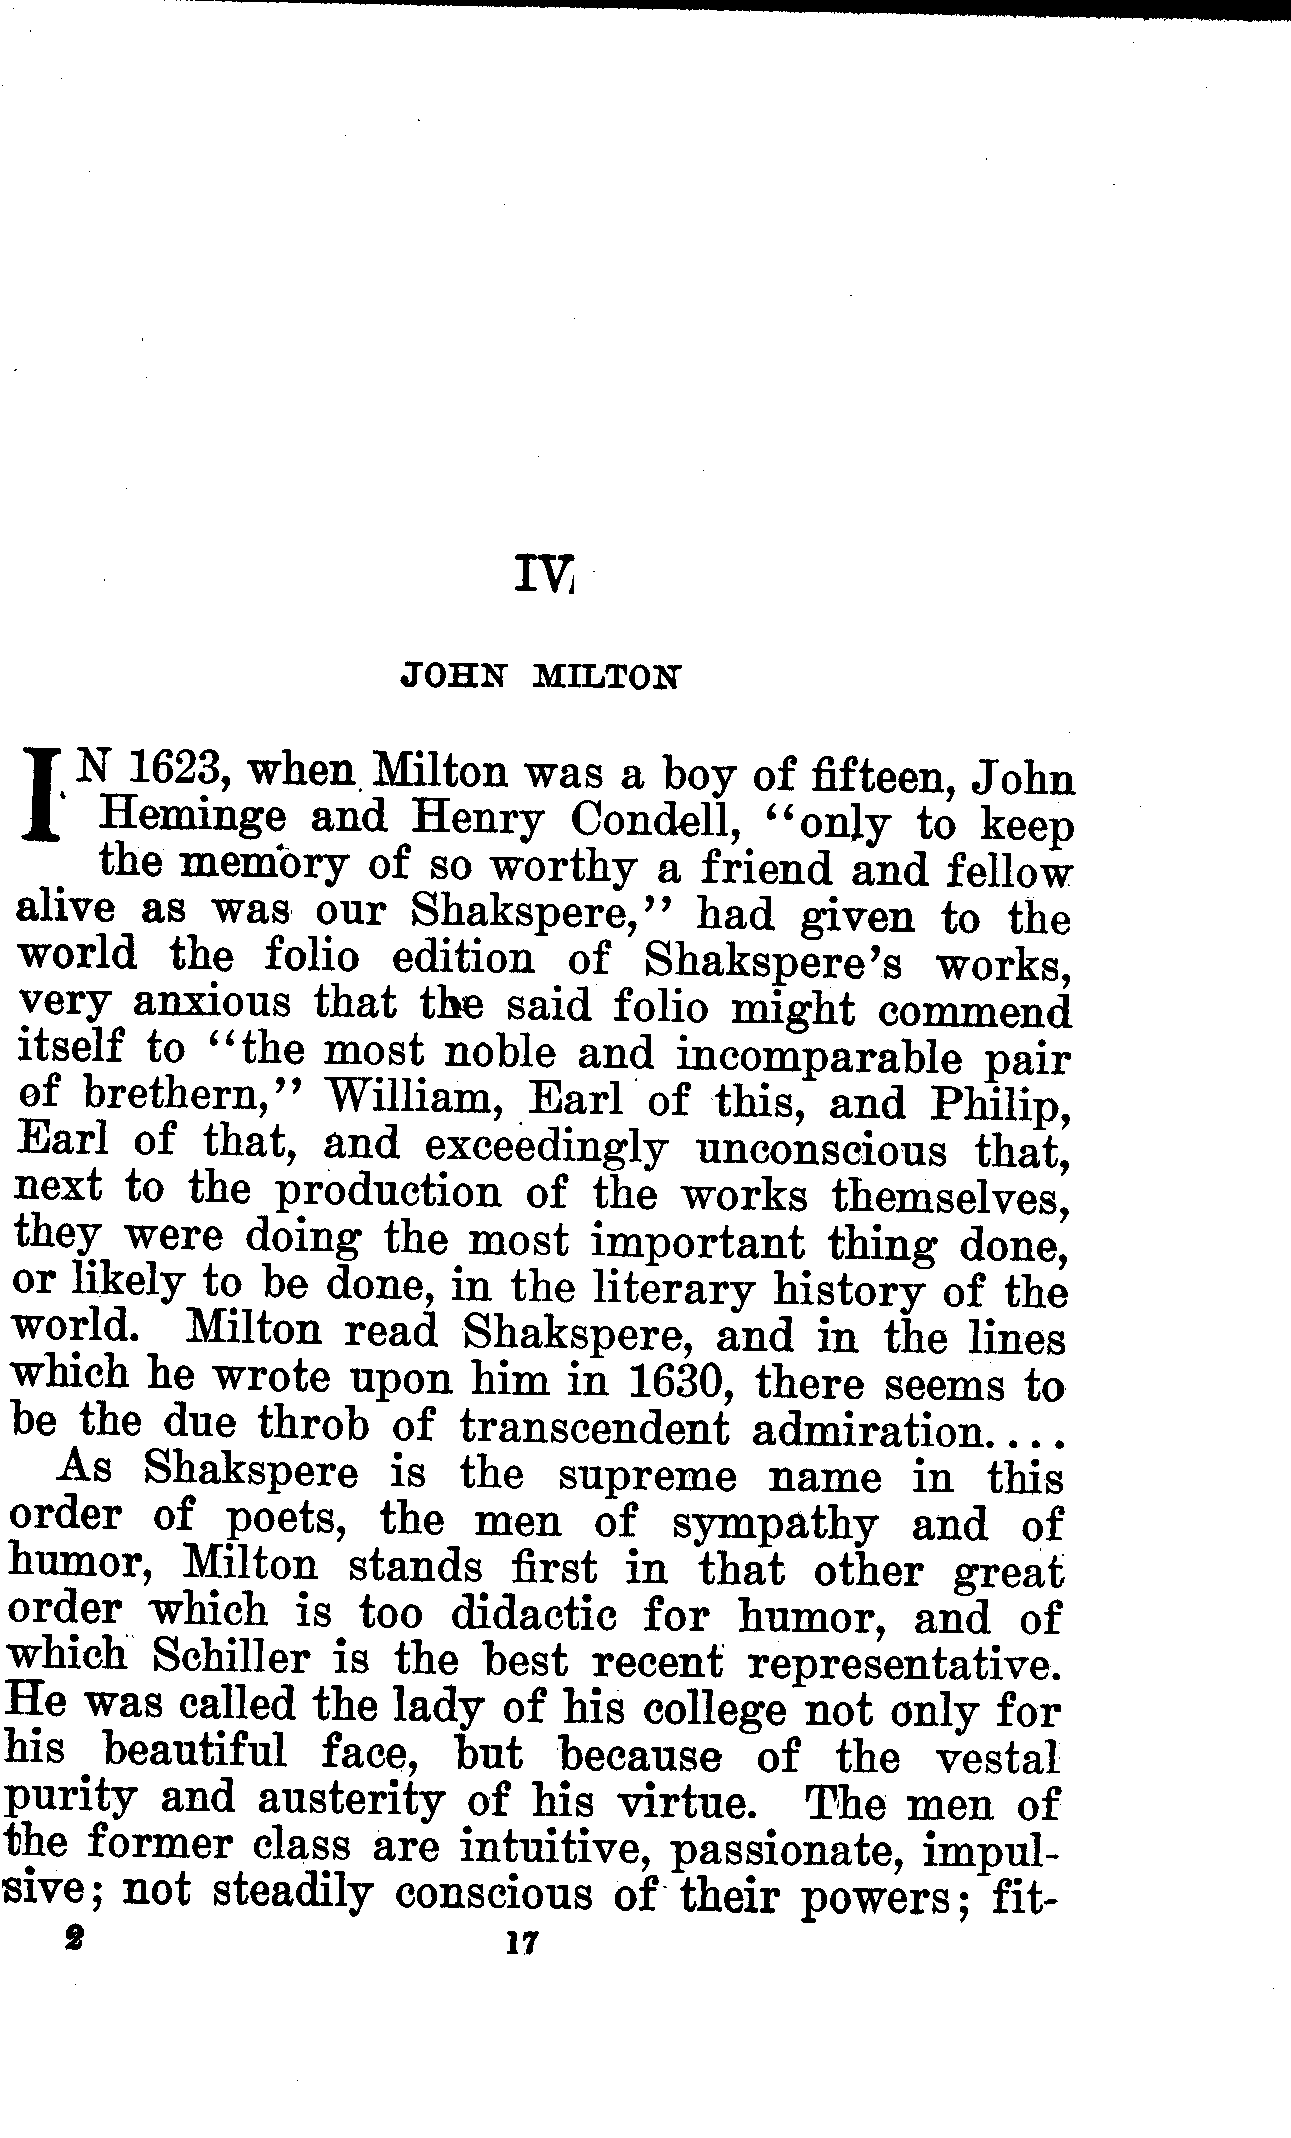 IV
JOHN MILTON
IN 1623, when Milton was a boy of fifteen, John
Heminge and Henry Condell, “only to keep
the memory of so worthy a friend and fellow
alive as was our Shakspere,” had given to the
world the folio edition of Shakspere’s works,
very anxious that the said folio might commend
itself to “the most noble and incomparable pair
of brethern,” William, Earl of this, and Philip,
Earl of that, and exceedingly unconscious that,
next to the production of the works themselves,
they were doing the most important thing done,
or likely to be done, in the literary history of the
world. Milton read Shakspere, and in the lines
which he wrote upon him in 1630, there seems to
be the due throb of transcendent admiration....
As Shakspere is the supreme name in this
order of poets, the men of sympathy and of
humor, Milton stands first in that other great
order which is too didactic for humor, and of
which Schiller is the best recent representative.
He was called the lady of his college not only for
his beautiful face, but because of the vestal
purity and austerity of his virtue. The men of
the former class are intuitive, passionate, impul-
sive; not steadily conscious of their powers; fit-
2 17